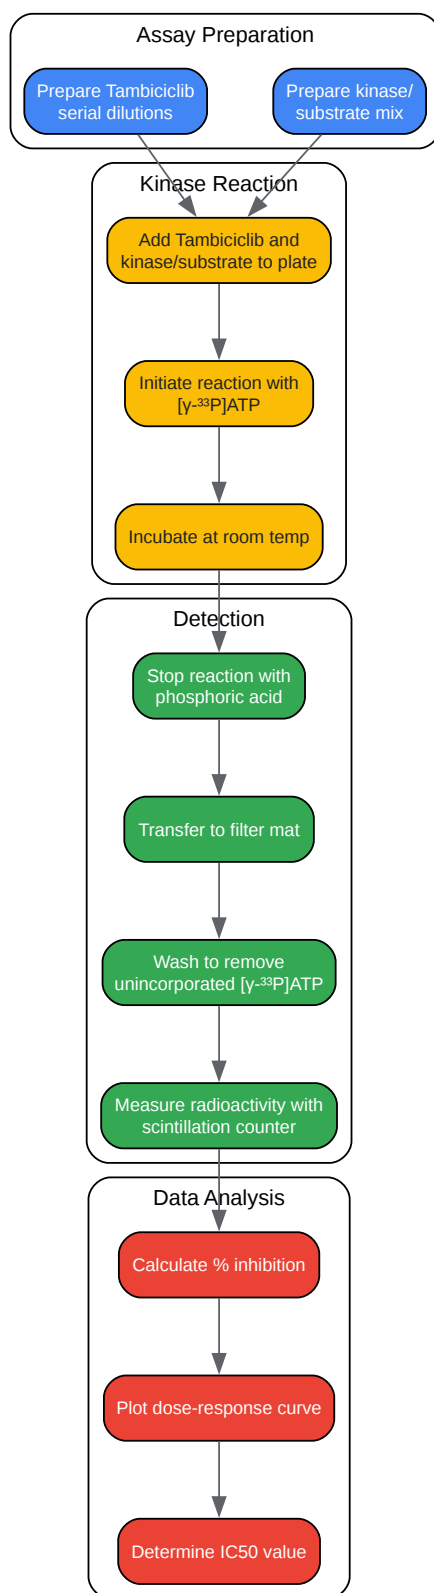 Assay Preparation
Prepare Tambiciclib
serial dilutions
Prepare kinase/
substrate mix
Kinase Reaction
Add Tambiciclib and
kinase/substrate to plate
Initiate reaction with
[γ-³³P]ATP
Incubate at room temp
Detection
Stop reaction with
phosphoric acid
Transfer to filter mat
Wash to remove
unincorporated [γ-³³P]ATP
Measure radioactivity with
scintillation counter
Data Analysis
Calculate % inhibition
Plot dose-response curve
Determine IC50 value